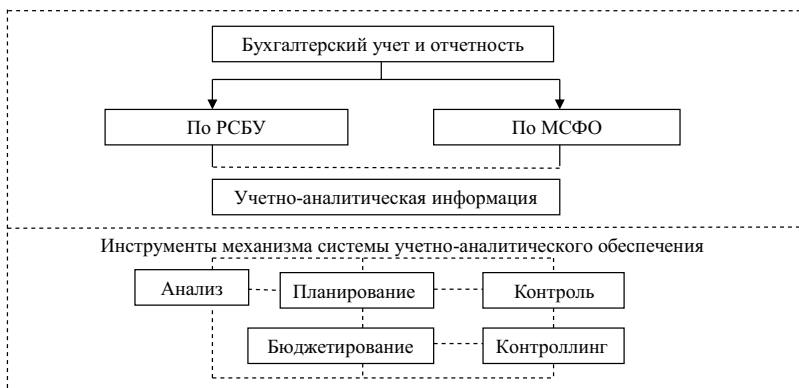 Бухгалтерский учет и отчетность
По РСБУ
По МСФО
Учетно-аналитическая информация
Инструменты механизма системы учетно-аналитического обеспечения
Анализ
Планирование
Контроль
Бюджетирование
Контроллинг